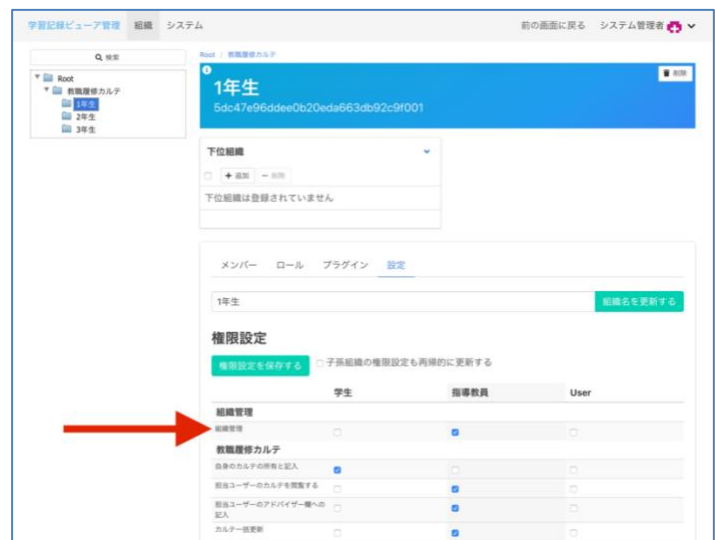 学習記録ビューア管理 組織 システム 前の画面に戻る システム管理者
検索
Root / 教職履修カルテ
Root
教職履修カルテ
1年生
2年生
3年生
削除
1年生
5dc47e96ddee0b20eda663db92c9f001
下位組織
+ 追加 − 削除
下位組織は登録されていません
メンバー ロール プラグイン 設定
1年生 組織名を更新する
権限設定
権限設定を保存する 子孫組織の権限設定も再帰的に更新する
学生 指導教員 User
組織管理
組織管理
教職履修カルテ
自身のカルテの所有と記入
担当ユーザーのカルテを閲覧する
担当ユーザーのアドバイザー欄への
記入
カルテ一括更新